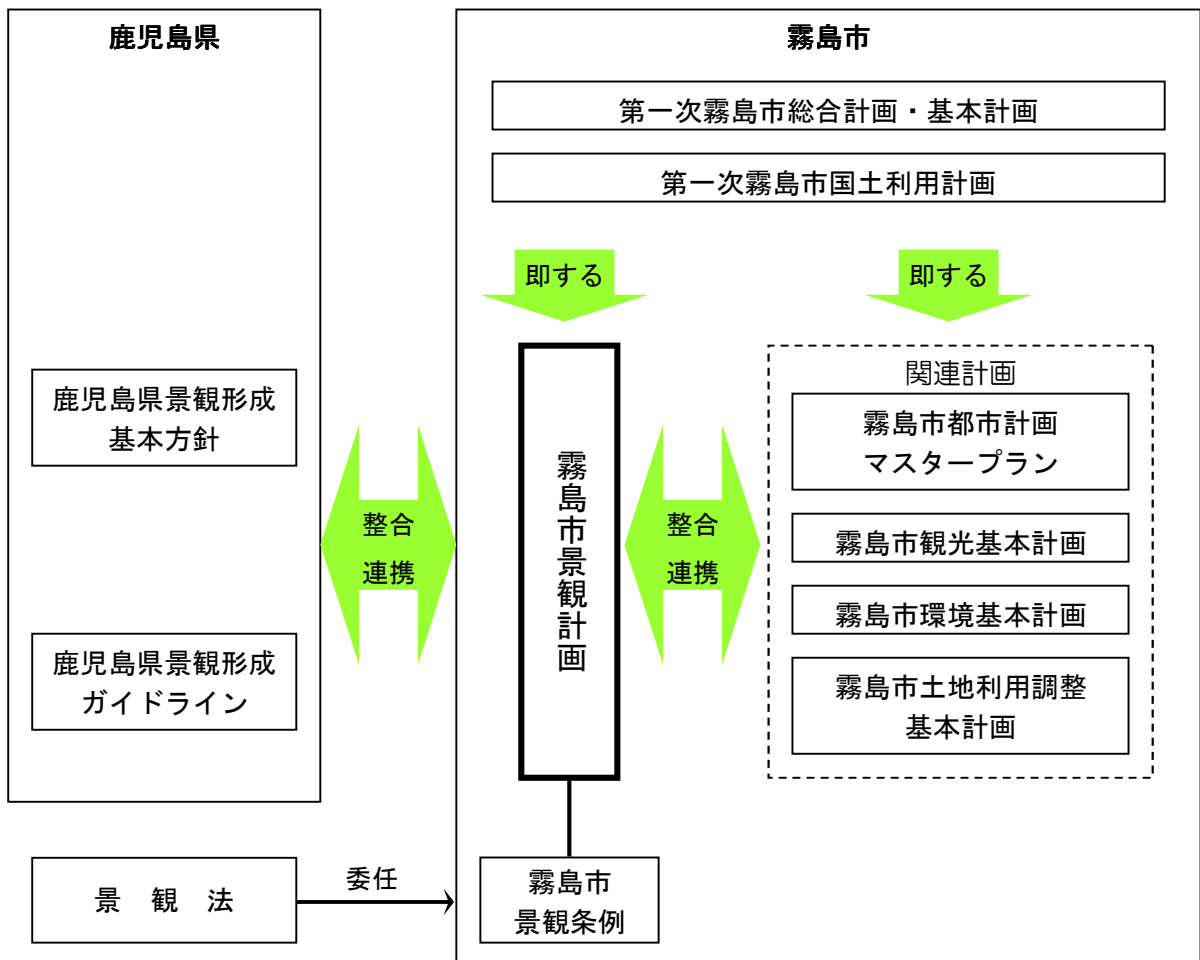 鹿児島県
鹿児島県景観形成
基本方針
鹿児島県景観形成
ガイドライン
景　観　法
委任
整合
連携
霧島市
第一次霧島市総合計画・基本計画
第一次霧島市国土利用計画
即する
即する
霧島市景観計画
整合
連携
関連計画
霧島市都市計画
マスタープラン
霧島市観光基本計画
霧島市環境基本計画
霧島市土地利用調整
基本計画
霧島市
景観条例